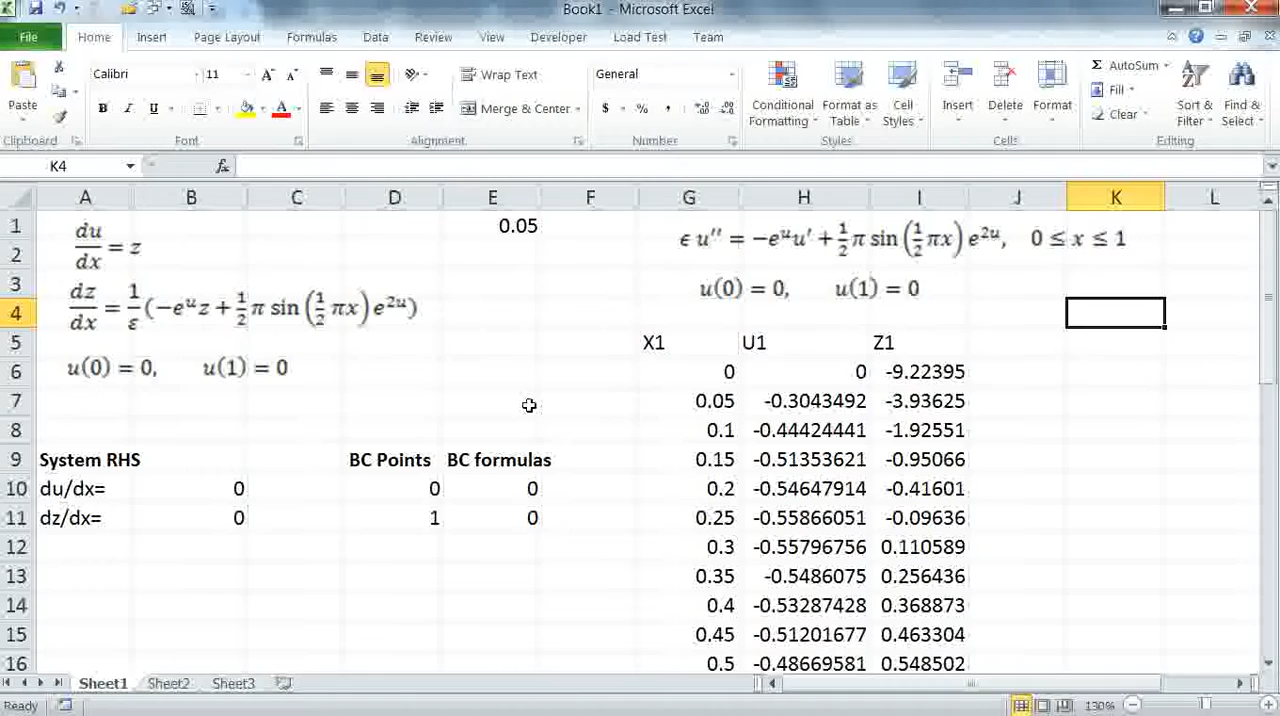 Book1 - Microsoft Excel
File Home Insert Page Layout Formulas Data Review View Developer Load Test Team
Calibri 11 Wrap Text General AutoSum
Paste B I U Merge & Center $ % , Conditional Formatting Format as Table Cell Styles Insert Delete Format Fill Clear Sort & Filter Find & Select
Clipboard Font Alignment Number Styles Cells Editing
K4 fx
A B C D E F G H I J K L
1 0.05
2
3
4
du/dx = z
dz/dx = 1/ε (−e^u z + 1/2 π sin(1/2 πx) e^{2u})
u(0) = 0, u(1) = 0
ϵ u′′ = −e^u u′ + 1/2 π sin(1/2 πx) e^{2u}, 0 ≤ x ≤ 1
u(0) = 0, u(1) = 0
5 X1 U1 Z1
6 0 0 -9.22395
7 0.05 -0.3043492 -3.93625
8 0.1 -0.44424441 -1.92551
9 System RHS BC Points BC formulas 0.15 -0.51353621 -0.95066
10 du/dx= 0 0 0 0.2 -0.54647914 -0.41601
11 dz/dx= 0 1 0 0.25 -0.55866051 -0.09636
12 0.3 -0.55796756 0.110589
13 0.35 -0.5486075 0.256436
14 0.4 -0.53287428 0.368873
15 0.45 -0.51201677 0.463304
16 0.5 -0.48669581 0.548502
Sheet1 Sheet2 Sheet3
Ready 130%